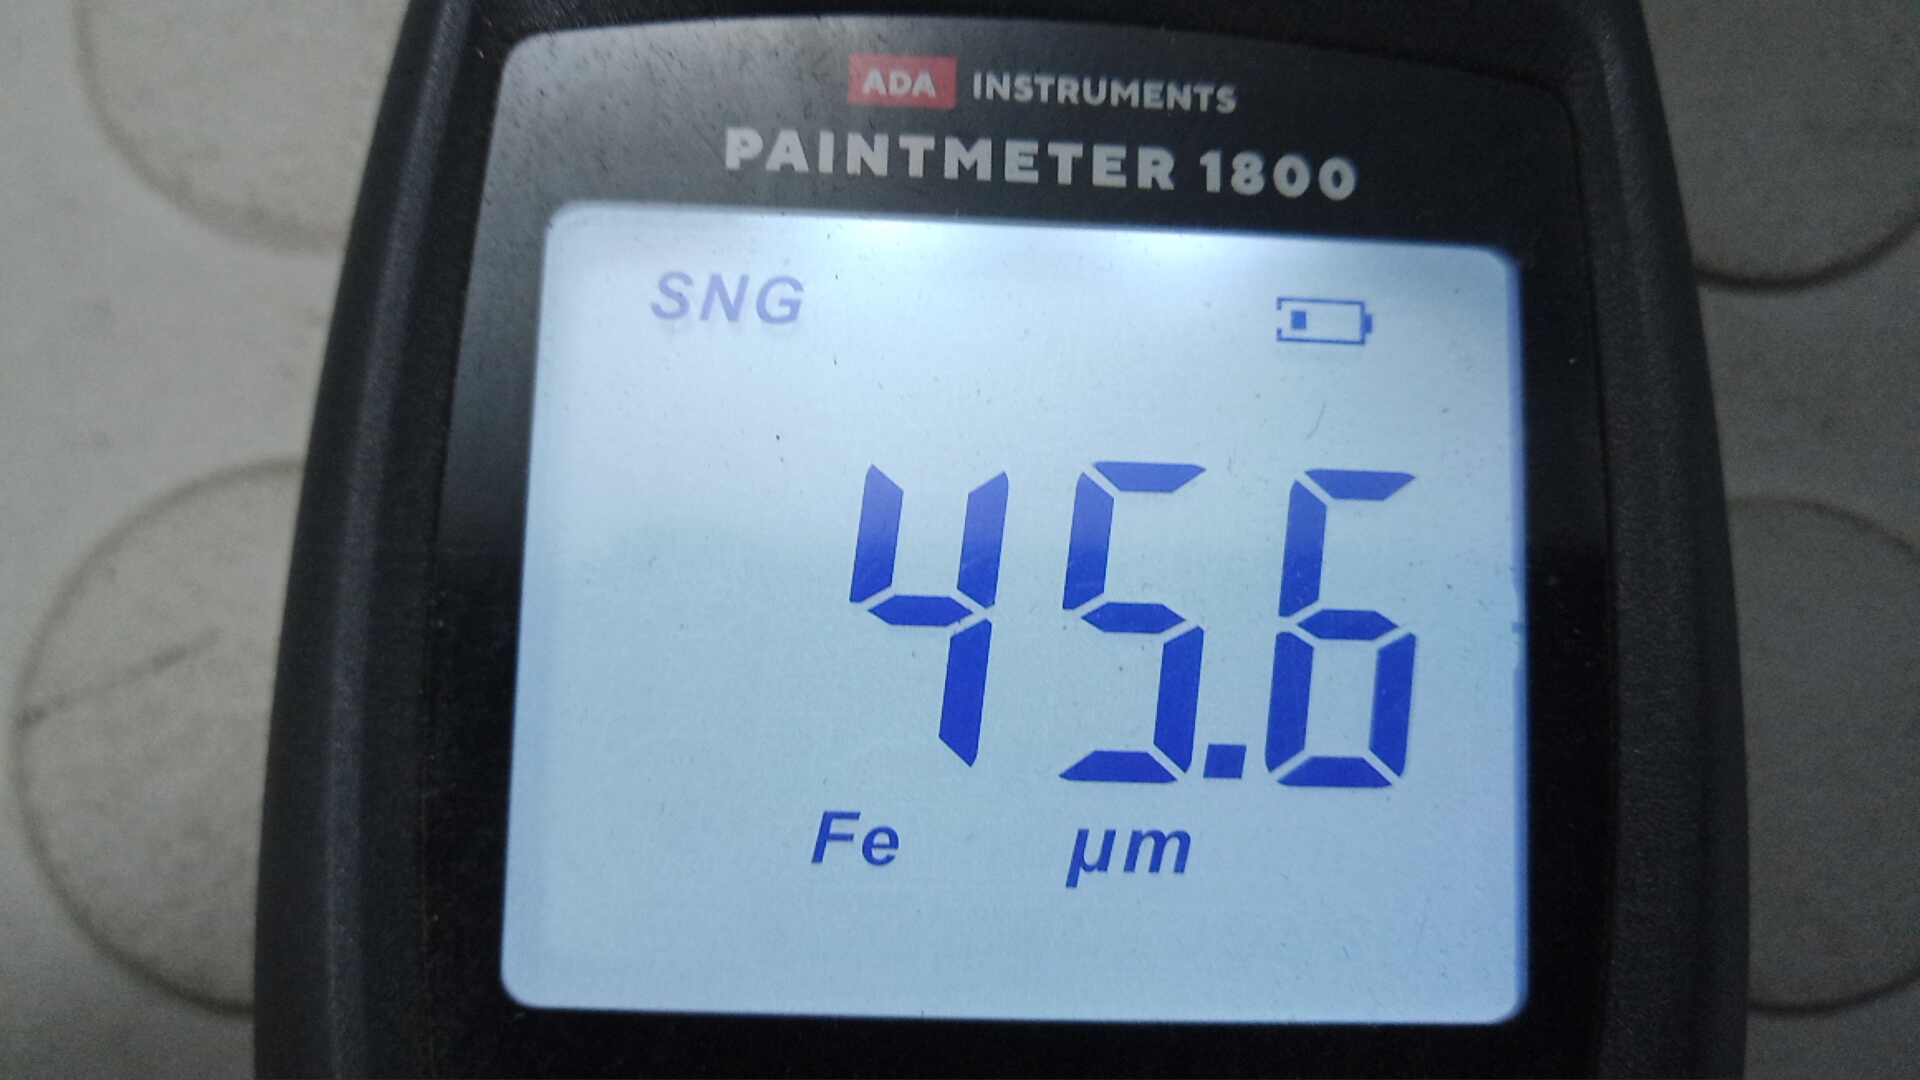 ADA INSTRUMENTS
PAINTMETER 1800
SNG
45.6
Fe µm